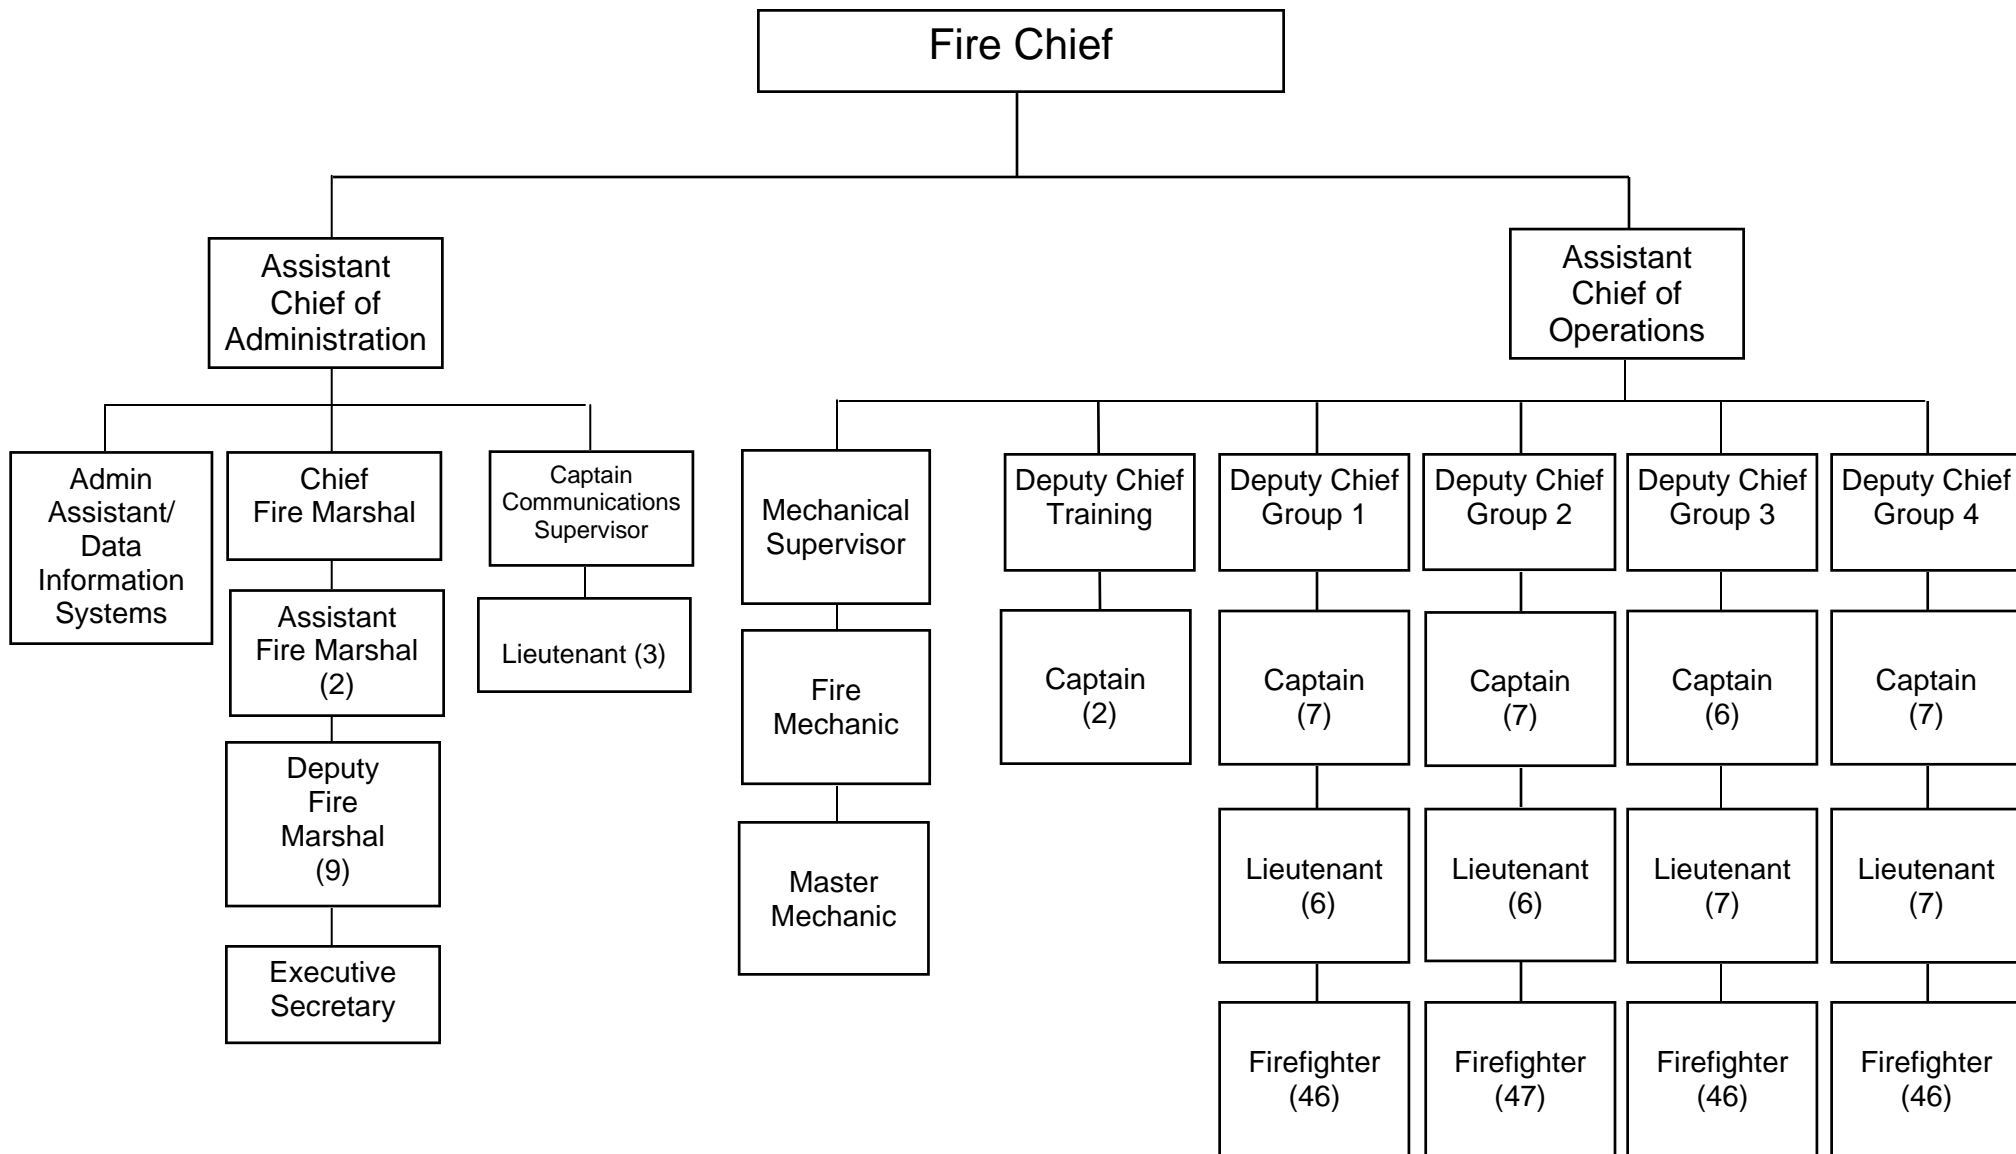 Fire Chief
Assistant
Chief of
Administration
Assistant
Chief of
Operations
Admin
Assistant/
Data
Information
Systems
Chief
Fire Marshal
Assistant
Fire Marshal
(2)
Deputy
Fire
Marshal
(9)
Executive
Secretary
Captain
Communications
Supervisor
Lieutenant (3)
Mechanical
Supervisor
Fire
Mechanic
Master
Mechanic
Deputy Chief
Training
Captain
(2)
Deputy Chief
Group 1
Captain
(7)
Lieutenant
(6)
Firefighter
(46)
Deputy Chief
Group 2
Captain
(7)
Lieutenant
(6)
Firefighter
(47)
Deputy Chief
Group 3
Captain
(6)
Lieutenant
(7)
Firefighter
(46)
Deputy Chief
Group 4
Captain
(7)
Lieutenant
(7)
Firefighter
(46)